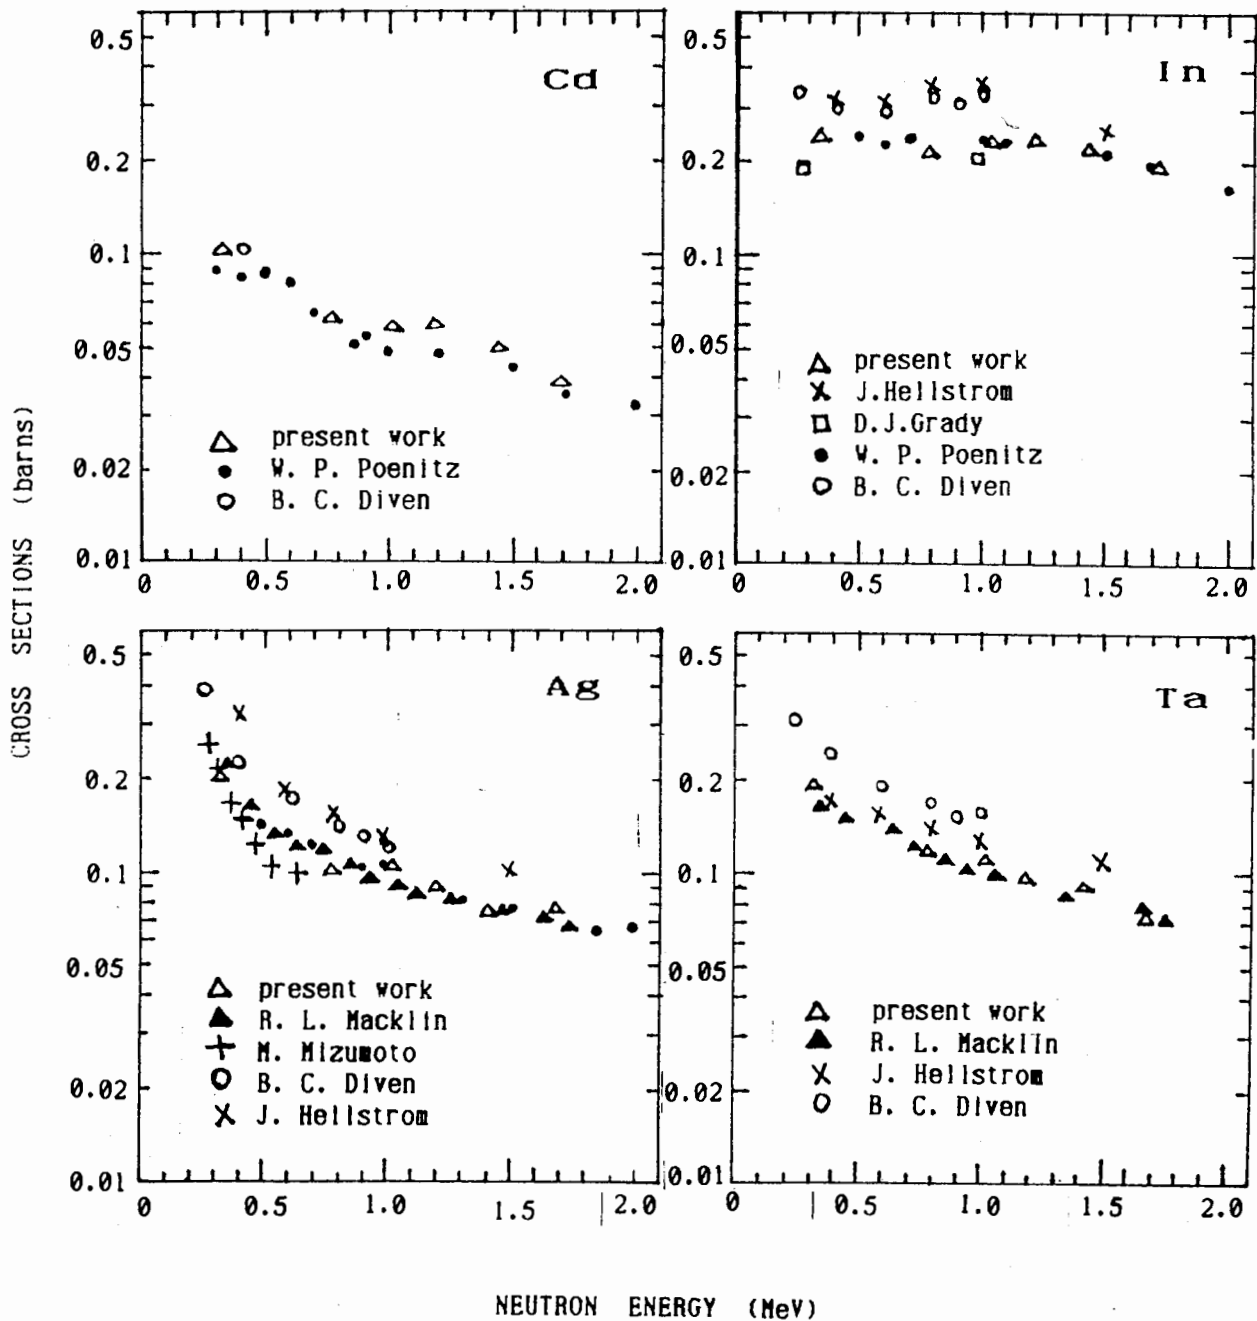 Cd
0.5
0.2
0.1
0.05
0.02
0.01
present work
W. P. Poenitz
B. C. Diven
0 0.5 1.0 1.5 2.0
In
0.5
0.2
0.1
0.05
0.02
0.01
present work
J.Hellstrom
D.J.Grady
W. P. Poenitz
B. C. Diven
0 0.5 1.0 1.5 2.0
CROSS SECTIONS (barns)
Ag
0.5
0.2
0.1
0.05
0.02
0.01
present work
R. L. Macklin
M. Mizumoto
B. C. Diven
J. Hellstrom
0 0.5 1.0 1.5 2.0
Ta
0.5
0.2
0.1
0.05
0.02
0.01
present work
R. L. Macklin
J. Hellstrom
B. C. Diven
0 0.5 1.0 1.5 2.0
NEUTRON ENERGY (MeV)